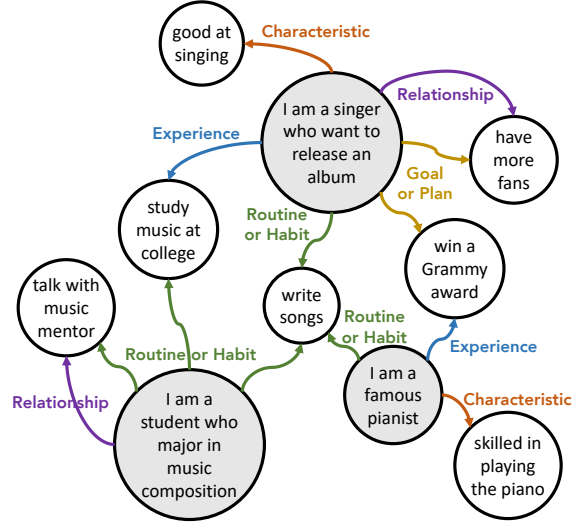 good at
singing
Characteristic
I am a singer
who want to
release an
album
Relationship
have
more
fans
Experience
Goal
or Plan
study
music at
college
Routine
or Habit
win a
Grammy
award
talk with
music
mentor
write
songs
Routine
or Habit
Routine or Habit
Experience
I am a
famous
pianist
Relationship
I am a
student who
major in
music
composition
Characteristic
skilled in
playing
the piano